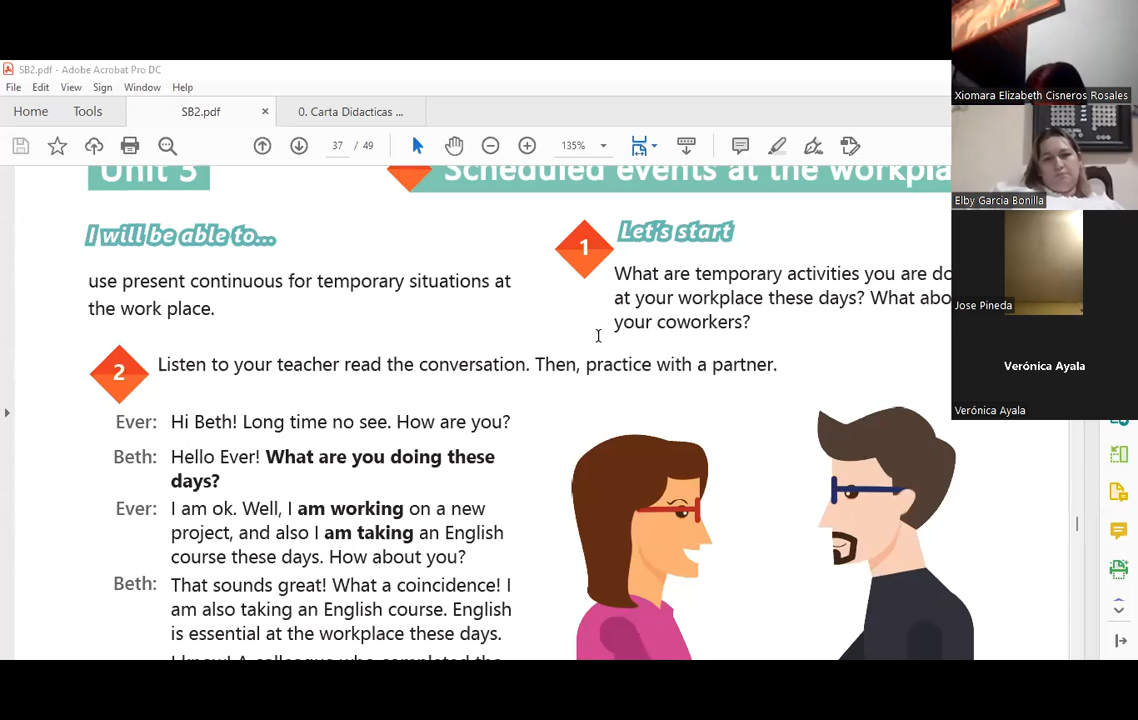 SB2.pdf - Adobe Acrobat Pro DC
File Edit View Sign Window Help
Home Tools SB2.pdf × 0. Carta Didacticas ...
37 / 49 135%
Unit 3 Scheduled events at the workpla
I will be able to...
use present continuous for temporary situations at
the work place.
1 Let's start
What are temporary activities you are do
at your workplace these days? What abo
your coworkers?
2 Listen to your teacher read the conversation. Then, practice with a partner.
Ever: Hi Beth! Long time no see. How are you?
Beth: Hello Ever! What are you doing these
days?
Ever: I am ok. Well, I am working on a new
project, and also I am taking an English
course these days. How about you?
Beth: That sounds great! What a coincidence! I
am also taking an English course. English
is essential at the workplace these days.
I know! A colleague who completed the
Xiomara Elizabeth Cisneros Rosales
Elby Garcia Bonilla
Jose Pineda
Verónica Ayala
Verónica Ayala